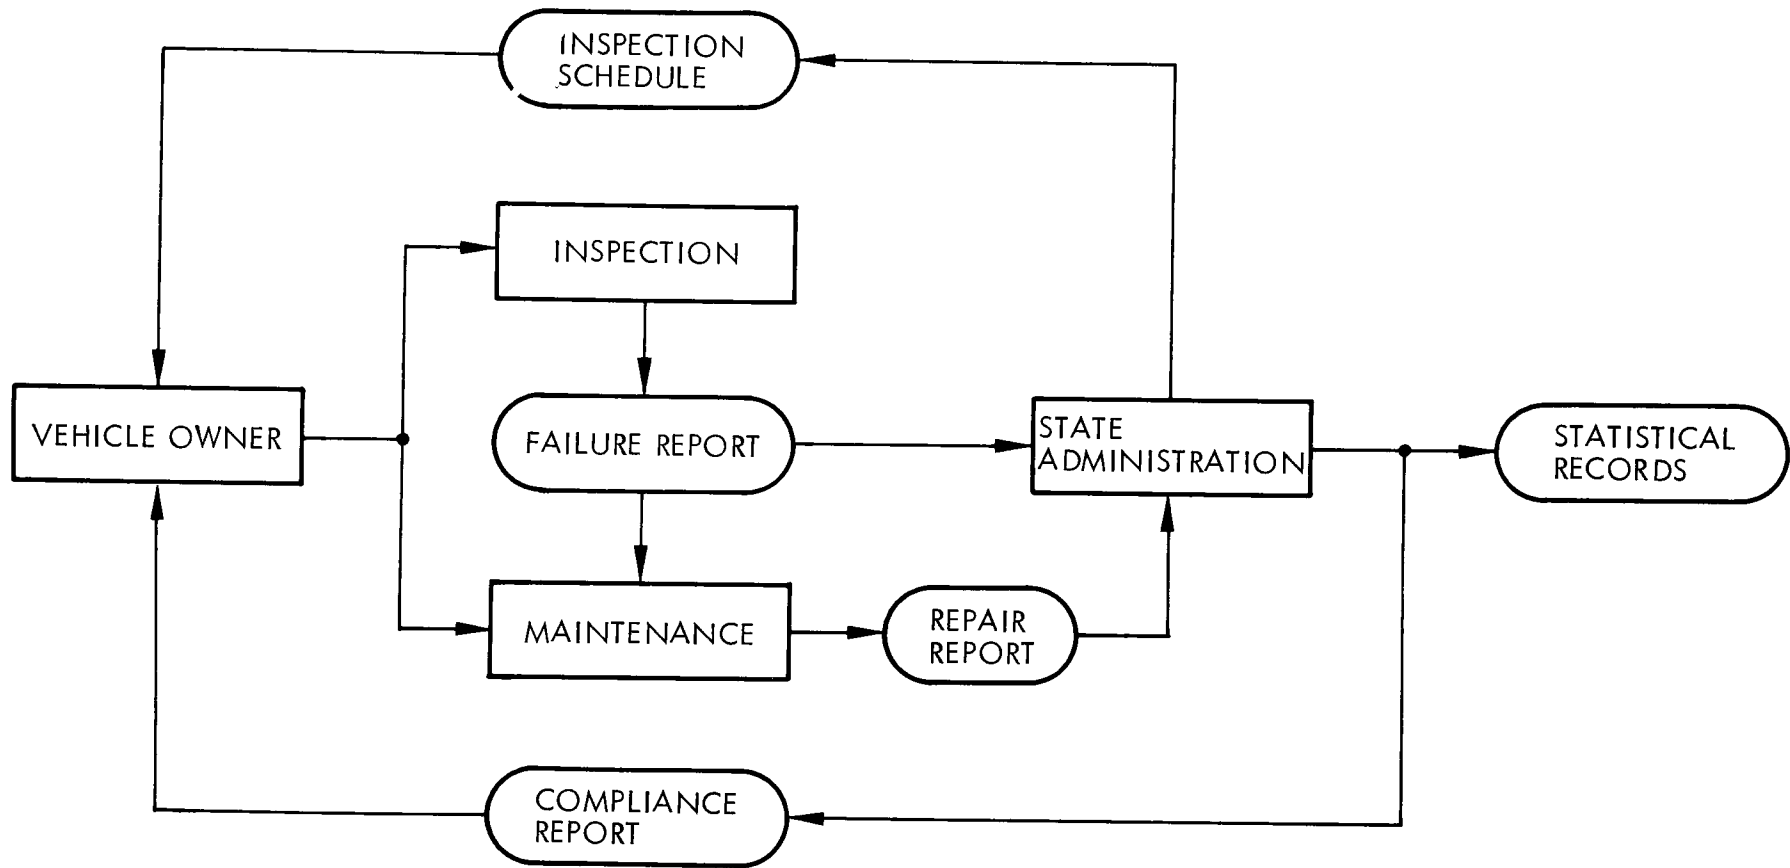 INSPECTION
SCHEDULE
INSPECTION
VEHICLE OWNER
FAILURE REPORT
STATE
ADMINISTRATION
STATISTICAL
RECORDS
MAINTENANCE
REPAIR
REPORT
COMPLIANCE
REPORT